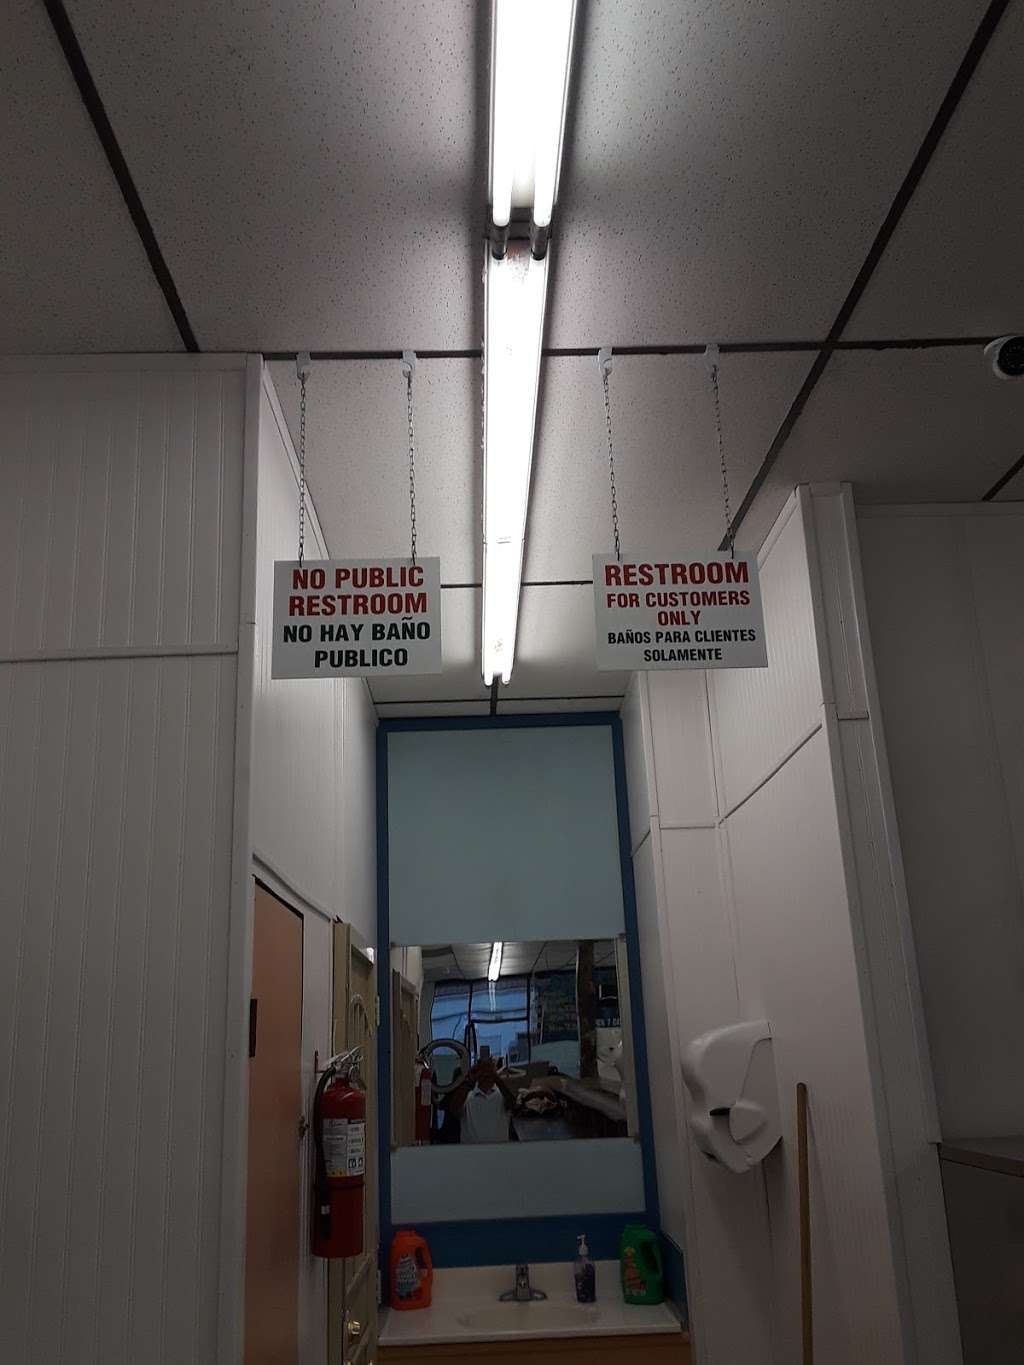 NO PUBLIC
RESTROOM
NO HAY BAÑO
PUBLICO
RESTROOM
FOR CUSTOMERS
ONLY
BAÑOS PARA CLIENTES
SOLAMENTE